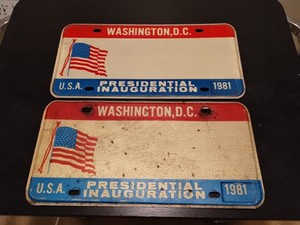 WASHINGTON, D.C.
U.S.A. PRESIDENTIAL INAUGURATION 1981
WASHINGTON, D.C.
U.S.A. PRESIDENTIAL INAUGURATION 1981